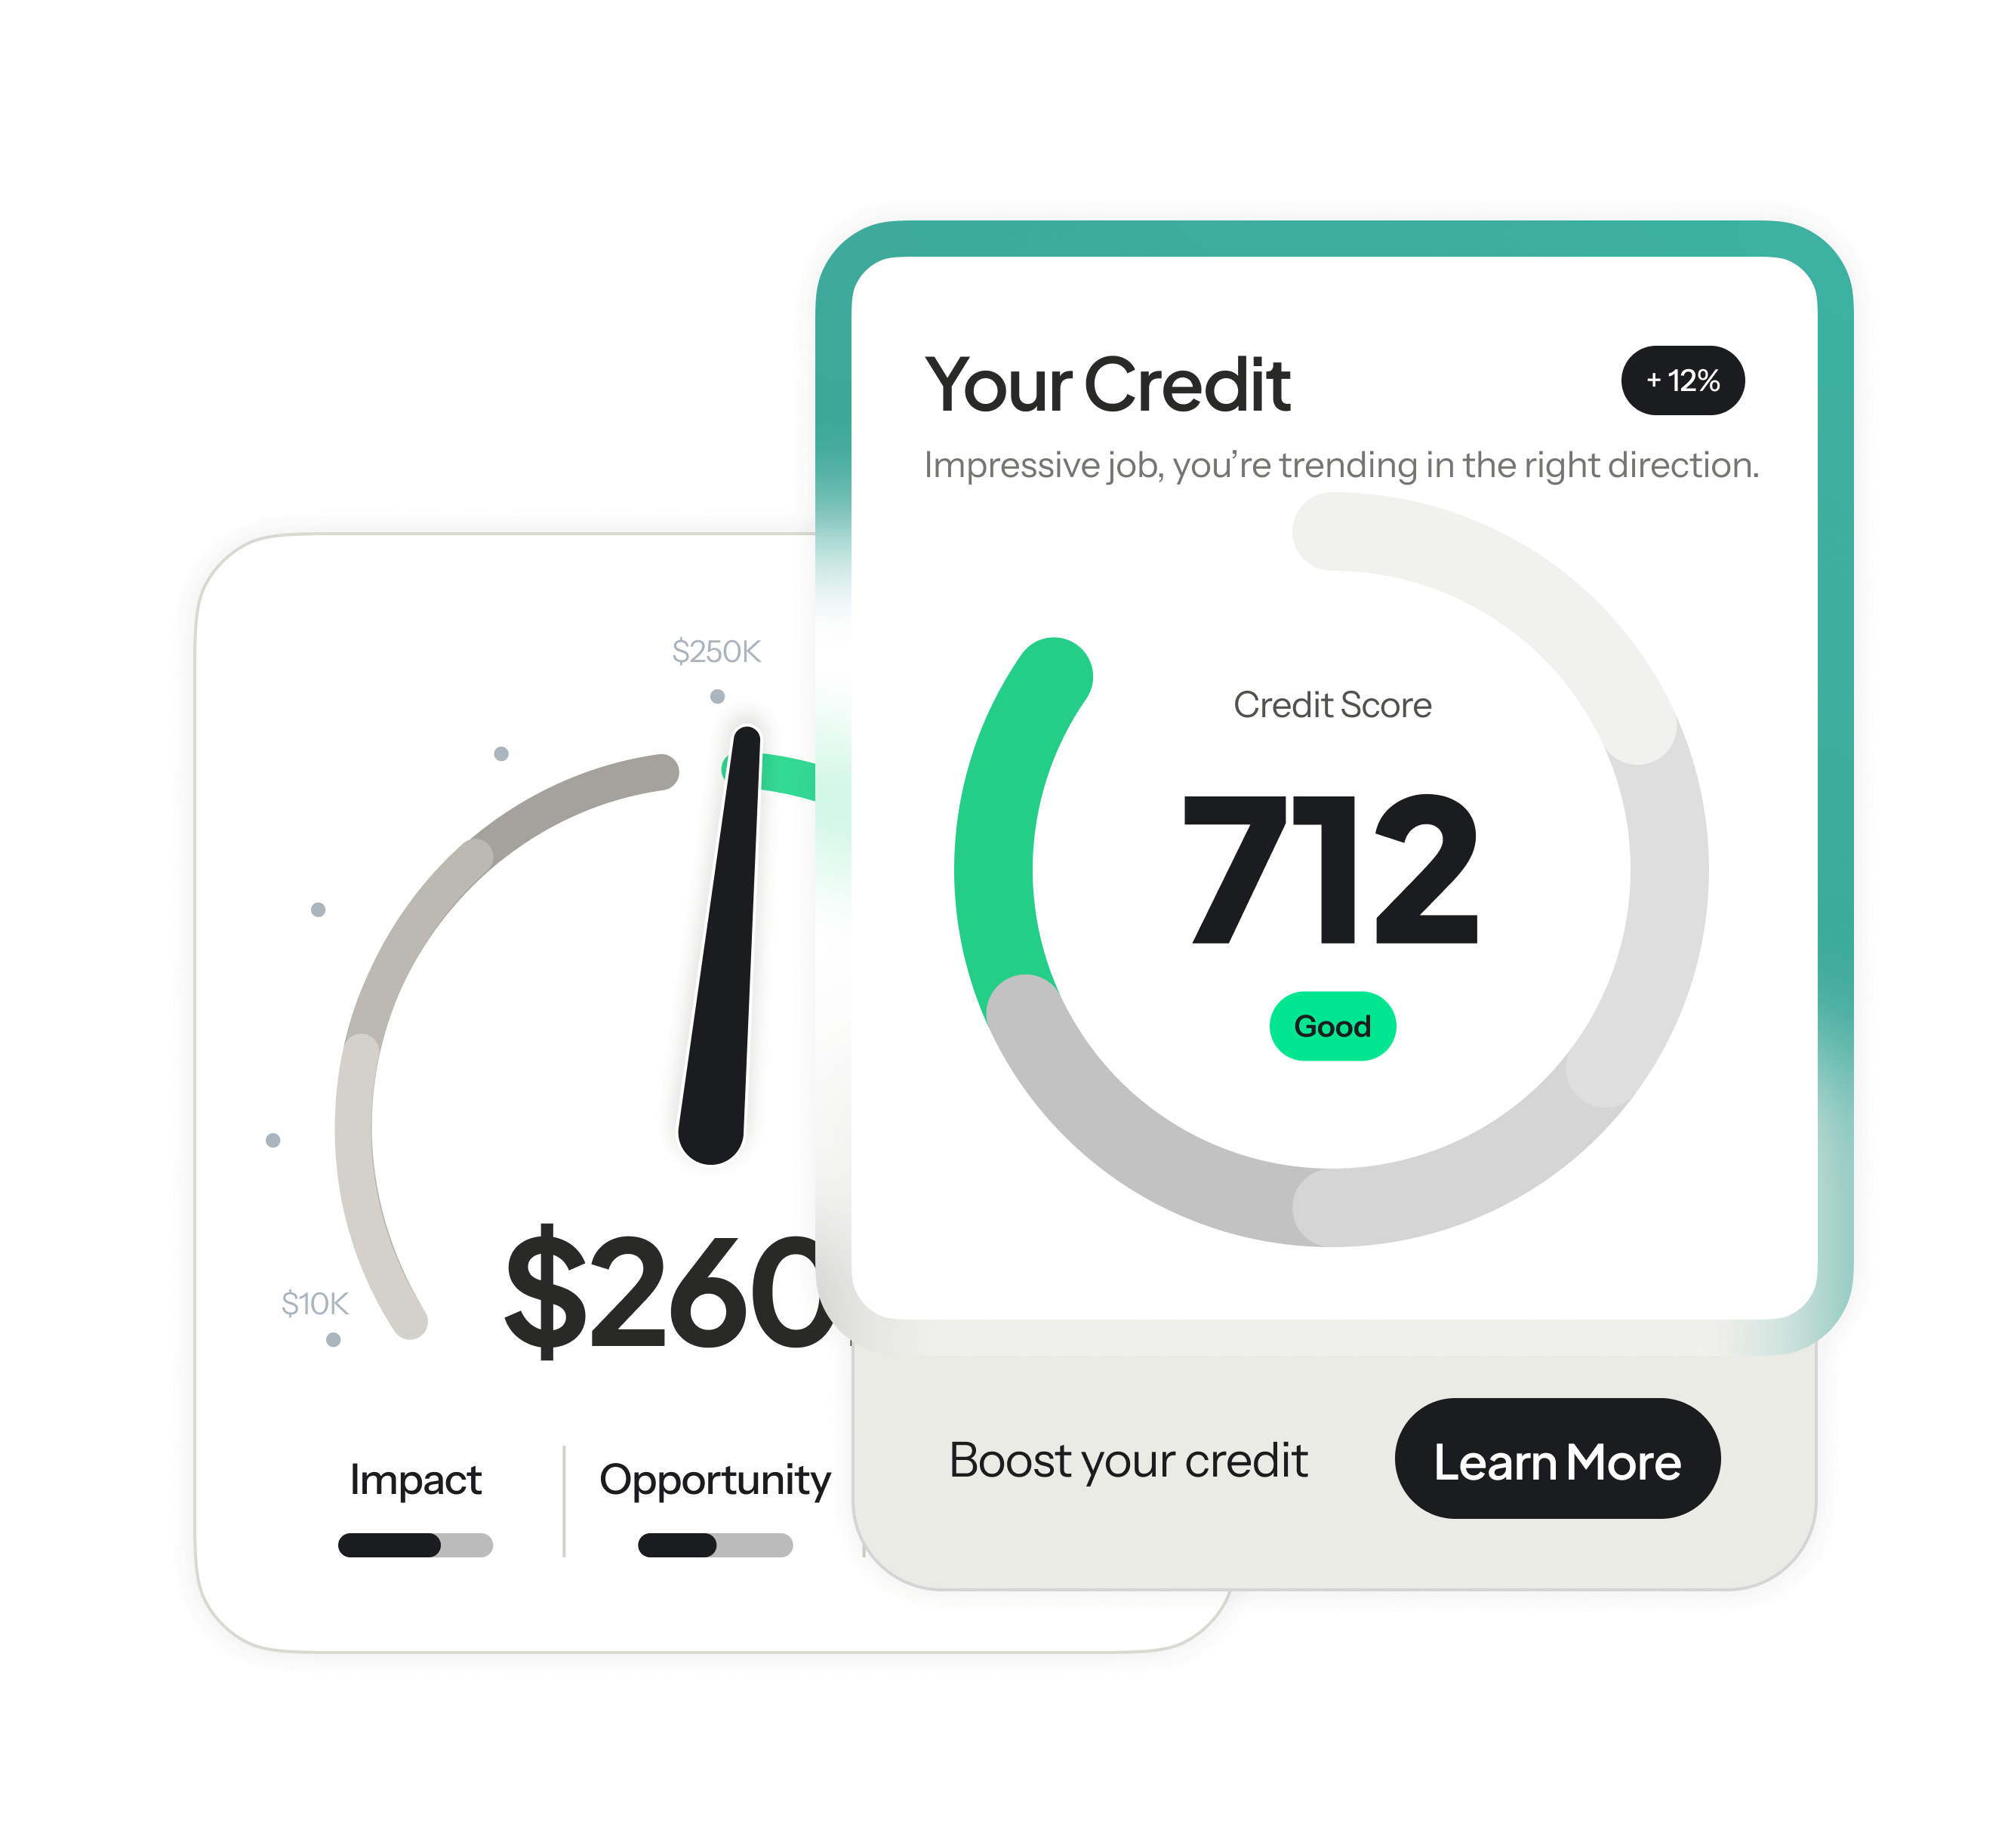 Your Credit
+ 12%
Impressive job, you’re trending in the right direction.
Credit Score
712
Good
Boost your credit
Learn More
$250K
$10K
$260
Impact
Opportunity